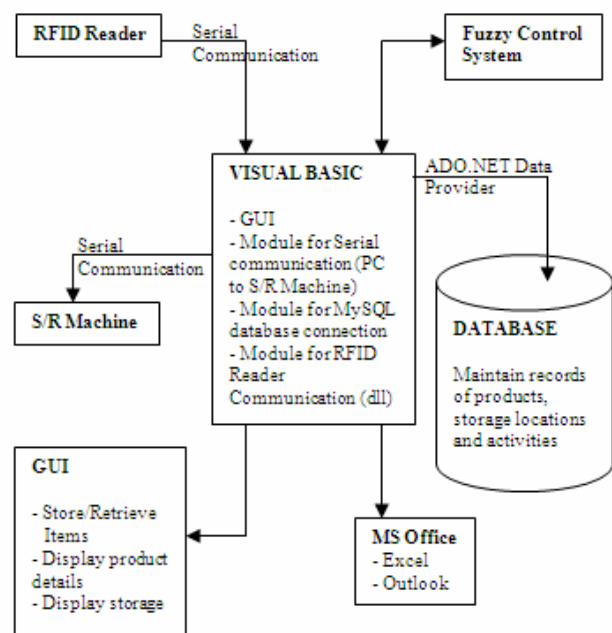 RFID Reader
Serial
Communication
Fuzzy Control
System
VISUAL BASIC
- GUI
- Module for Serial
communication (PC
to S/R Machine)
- Module for MySQL
database connection
- Module for RFID
Reader
Communication (dll)
ADO.NET Data
Provider
Serial
Communication
S/R Machine
DATABASE
Maintain records
of products,
storage locations
and activities
GUI
- Store/Retrieve
Items
- Display product
details
- Display storage
MS Office
- Excel
- Outlook